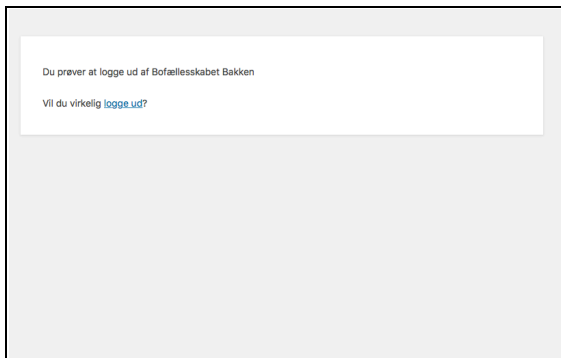 Du prøver at logge ud af Bofællesskabet Bakken
Vil du virkelig logge ud?